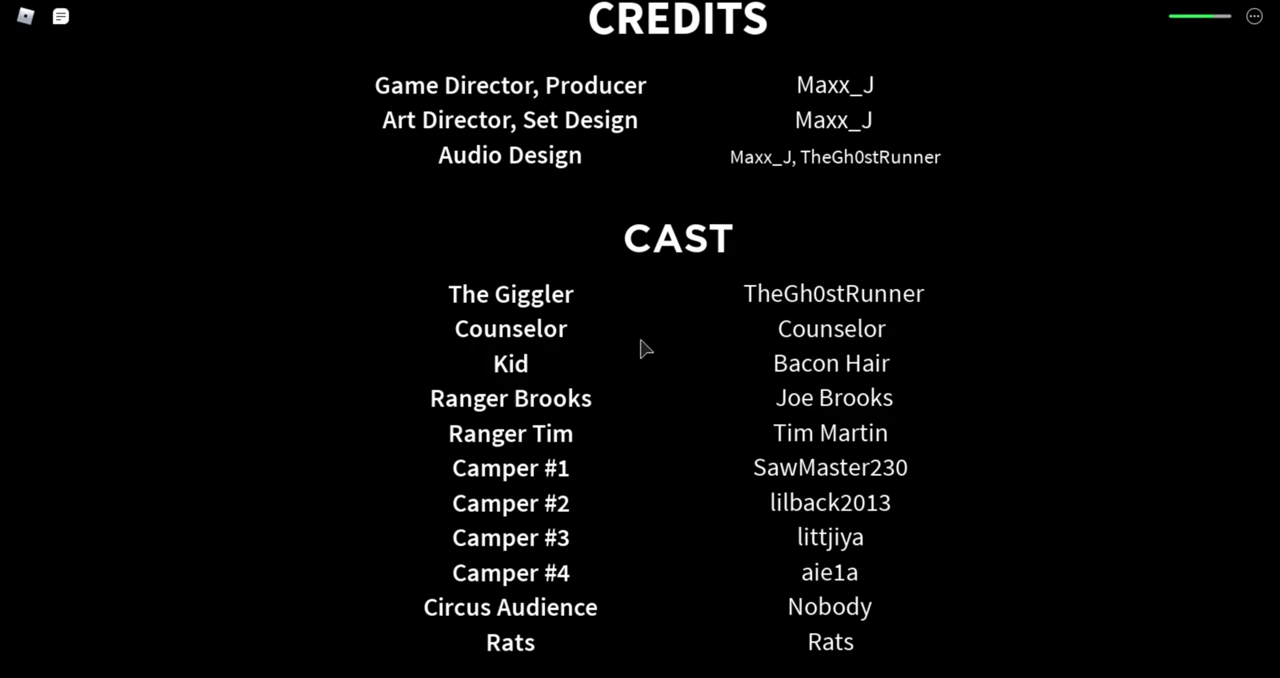 CREDITS
Game Director, Producer Maxx_J
Art Director, Set Design Maxx_J
Audio Design Maxx_J, TheGh0stRunner
CAST
The Giggler TheGh0stRunner
Counselor Counselor
Kid Bacon Hair
Ranger Brooks Joe Brooks
Ranger Tim Tim Martin
Camper #1 SawMaster230
Camper #2 lilback2013
Camper #3 littjiya
Camper #4 aie1a
Circus Audience Nobody
Rats Rats